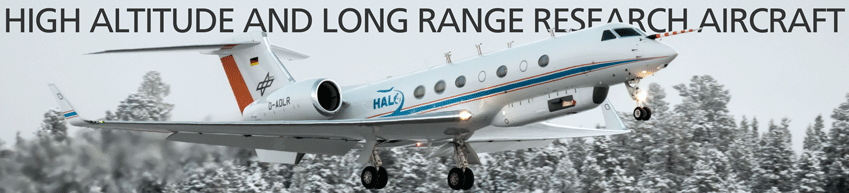 HIGH ALTITUDE AND LONG RANGE RESEARCH AIRCRAFT
D-ADLR
HALO